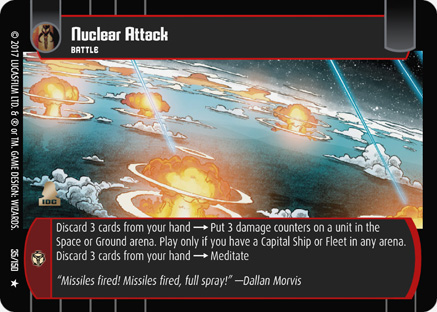 Nuclear Attack
BATTLE
© 2017 LUCASFILM LTD. & ® OR TM. GAME DESIGN: WIZARDS.
IDC
Discard 3 cards from your hand → Put 3 damage counters on a unit in the
Space or Ground arena. Play only if you have a Capital Ship or Fleet in any arena.
Discard 3 cards from your hand → Meditate
"Missiles fired! Missiles fired, full spray!" —Dallan Morvis
35/150 ★